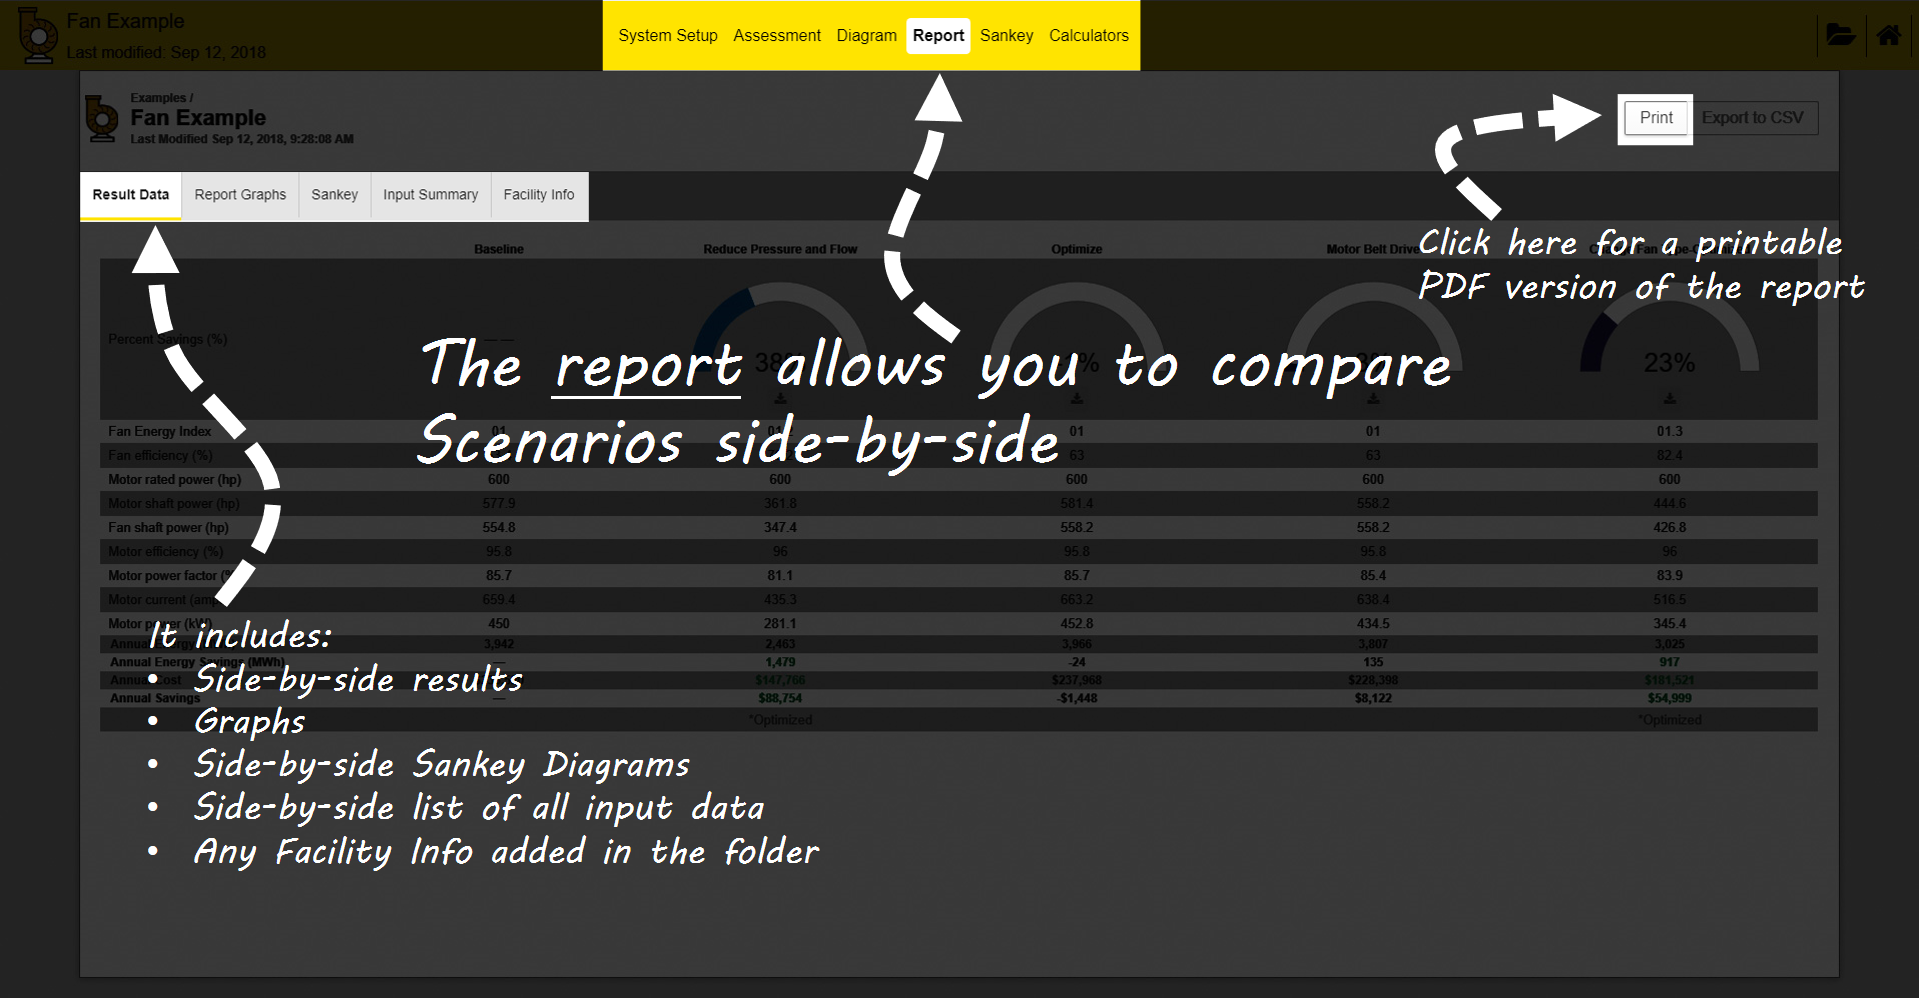 Fan Example
Last modified: Sep 12, 2018
System Setup Assessment Diagram Report Sankey Calculators
Examples /
Fan Example
Last Modified Sep 12, 2018, 9:28:08 AM
Print Export to CSV
Result Data Report Graphs Sankey Input Summary Facility Info
Click here for a printable
PDF version of the report
Baseline Reduce Pressure and Flow Optimize Motor Belt Drive
Percent Savings (%) — — 23%
The report allows you to compare
Scenarios side-by-side
Fan Energy Index 01 01 01 01.3
Fan efficiency (%) 63 63 82.4
Motor rated power (hp) 600 600 600 600 600
Motor shaft power (hp) 577.9 361.8 581.4 558.2 444.6
Fan shaft power (hp) 554.8 347.4 558.2 558.2 426.8
Motor efficiency (%) 95.8 96 95.8 95.8 96
Motor power factor 85.7 81.1 85.7 85.4 83.9
Motor current 659.4 435.3 663.2 638.4 516.5
Motor power (kW) 450 281.1 452.8 434.5 345.4
Annual 3,942 2,463 3,966 3,807 3,025
Annual Energy Savings (MWh) — 1,479 -24 135 917
Annual Cost $147,766 $237,968 $228,398 $181,521
Annual Savings — $88,754 -$1,448 $8,122 $54,999
*Optimized *Optimized
It includes:
• Side-by-side results
• Graphs
• Side-by-side Sankey Diagrams
• Side-by-side list of all input data
• Any Facility Info added in the folder